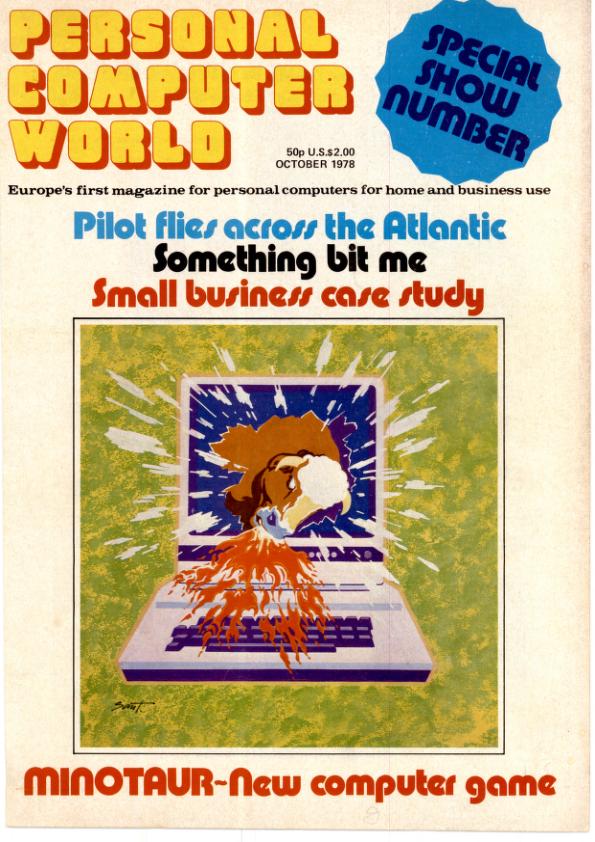 PERSONAL
COMPUTER
WORLD
SPECIAL
SHOW
NUMBER
50p U.S.$2.00
OCTOBER 1978
Europe's first magazine for personal computers for home and business use
Pilot flies across the Atlantic
Something bit me
Small business case study
MINOTAUR~New computer game